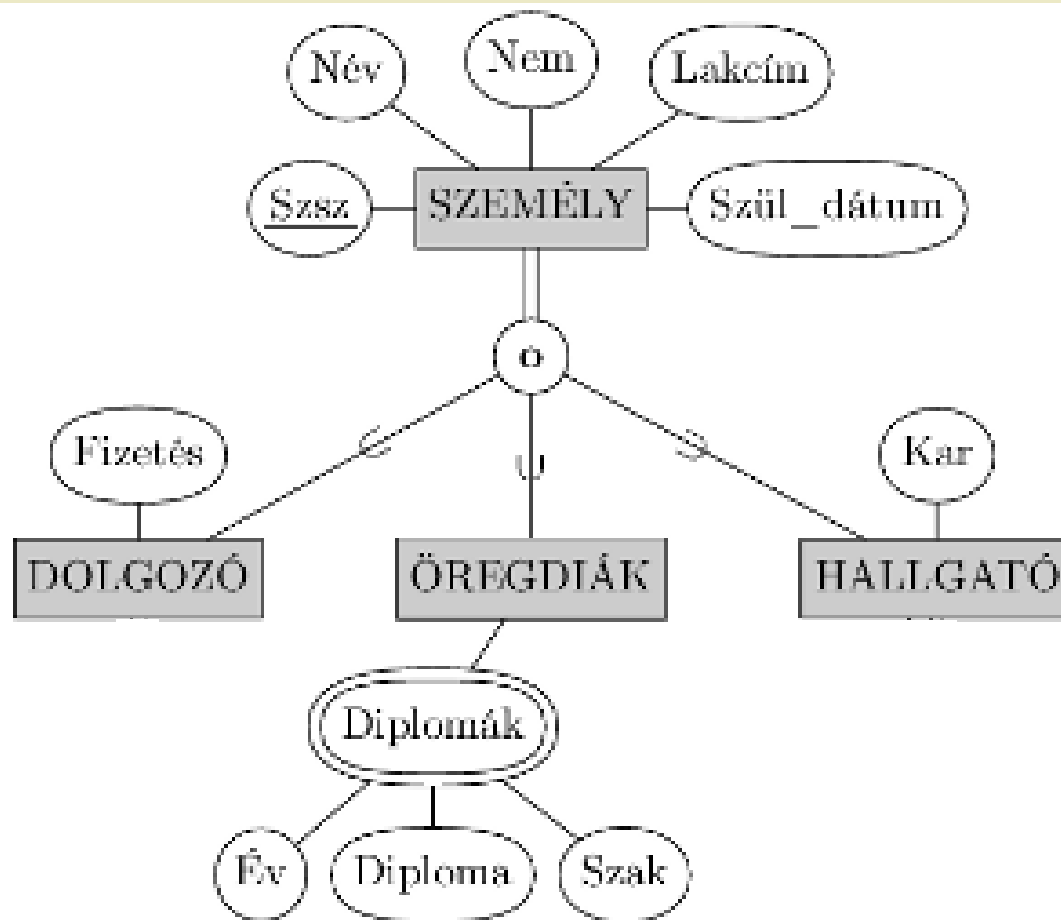 Név
Nem
Lakcím
Szsz
SZEMÉLY
Szül_dátum
o
Fizetés
Kar
DOLGOZÓ
ÖREGDIÁK
HALLGATÓ
Diplomák
Év
Diploma
Szak